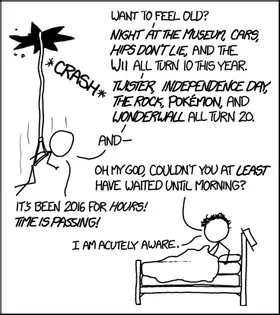 WANT TO FEEL OLD?
NIGHT AT THE MUSEUM, CARS,
HIPS DON'T LIE, AND THE
WII ALL TURN 10 THIS YEAR.
*CRASH*
TWISTER, INDEPENDENCE DAY,
THE ROCK, POKÉMON, AND
WONDERWALL ALL TURN 20.
AND—
OH MY GOD, COULDN'T YOU AT LEAST
HAVE WAITED UNTIL MORNING?
IT'S BEEN 2016 FOR HOURS!
TIME IS PASSING!
I AM ACUTELY AWARE.